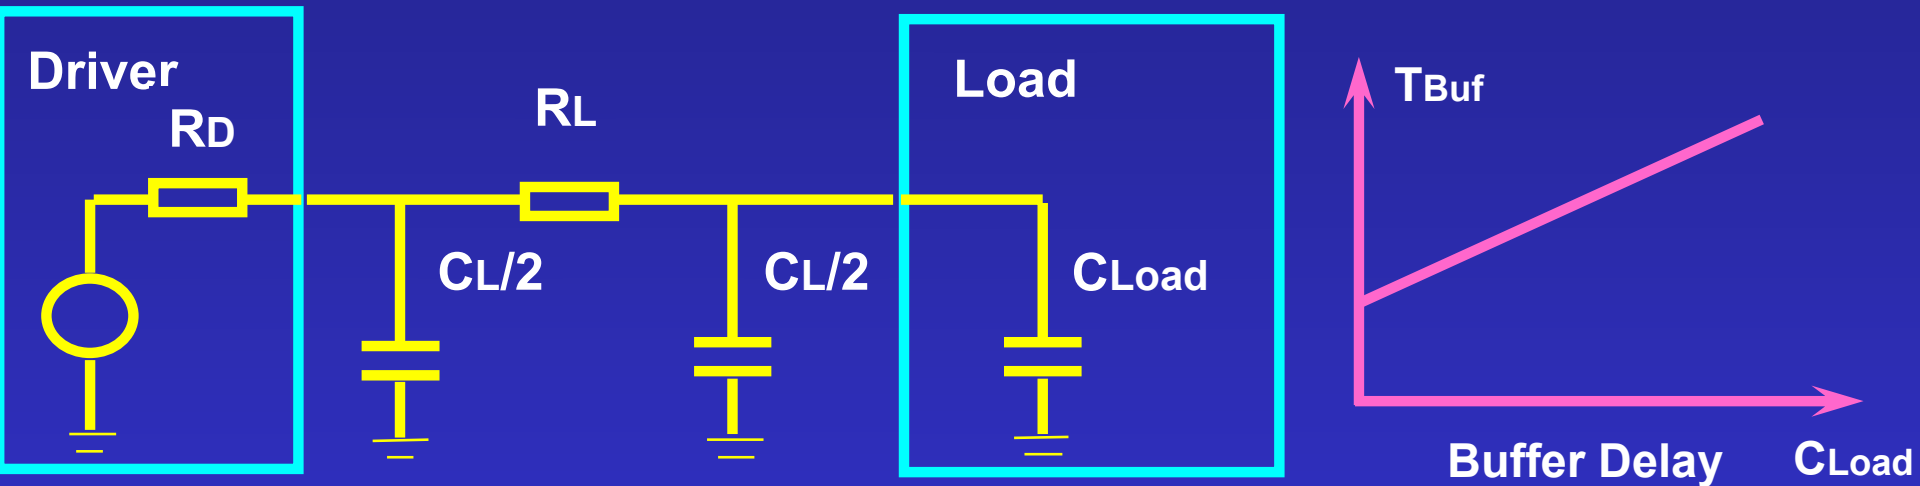 Driver
RD
RL
CL/2
CL/2
Load
CLoad
TBuf
Buffer Delay
CLoad